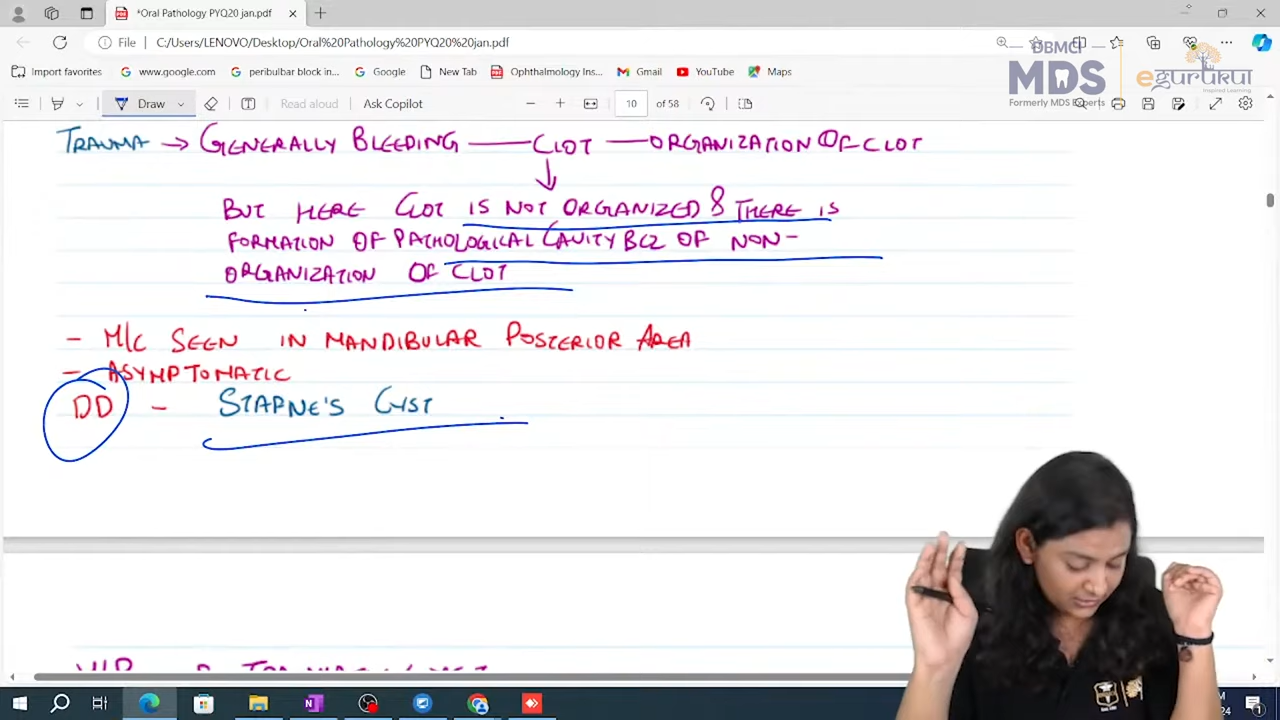 *Oral Pathology PYQ20 jan.pdf
File C:/Users/LENOVO/Desktop/Oral%20Pathology%20PYQ20%20jan.pdf
Import favorites www.google.com peribulbar block in... Google New Tab Ophthalmology Ins... Gmail YouTube Maps
DBMCI
MDS
Formerly MDS Experts
egurukul
Inspired Learning
Draw Read aloud Ask Copilot 10 of 58
TRAUMA → GENERALLY BLEEDING — CLOT — ORGANIZATION OF CLOT
↓
BUT HERE CLOT IS NOT ORGANIZED & THERE IS
FORMATION OF PATHOLOGICAL CAVITY BCZ OF NON-
ORGANIZATION OF CLOT
- M/C SEEN IN MANDIBULAR POSTERIOR AREA
- ASYMPTOMATIC
DD - STAPNE'S CYST